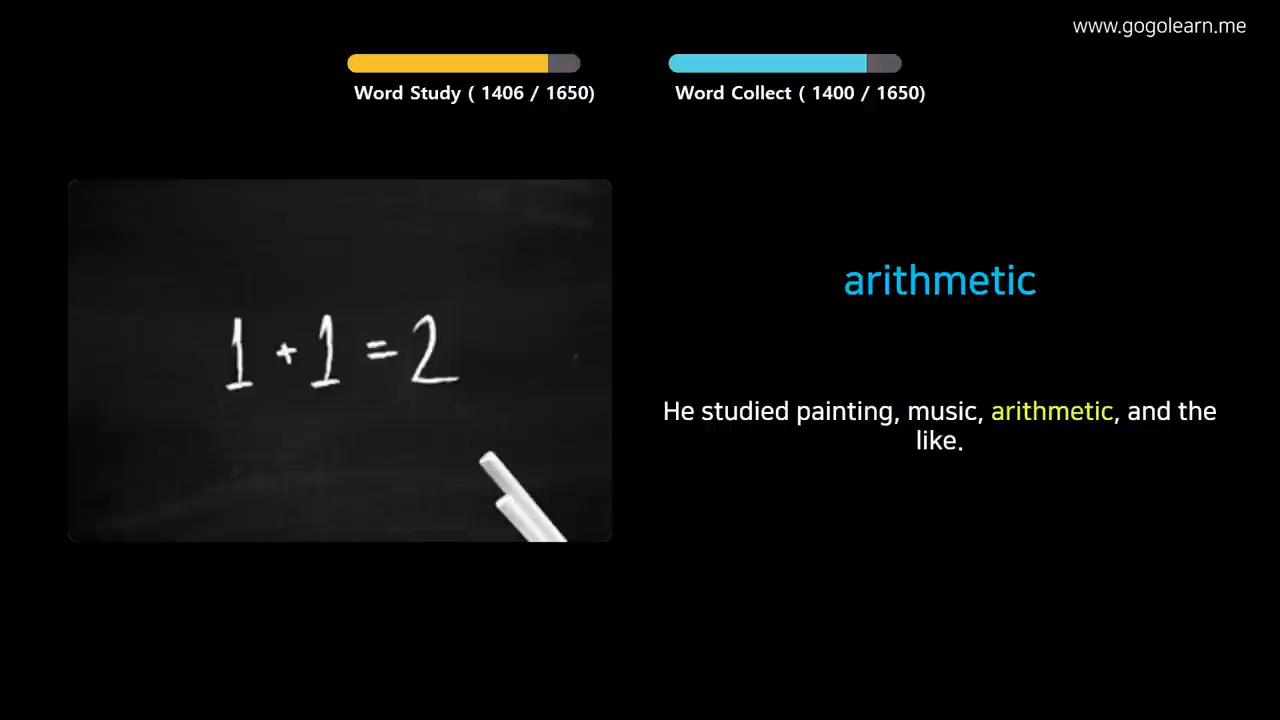 www.gogolearn.me
Word Study ( 1406 / 1650)
Word Collect ( 1400 / 1650)
1 + 1 = 2
arithmetic
He studied painting, music, arithmetic, and the
like.